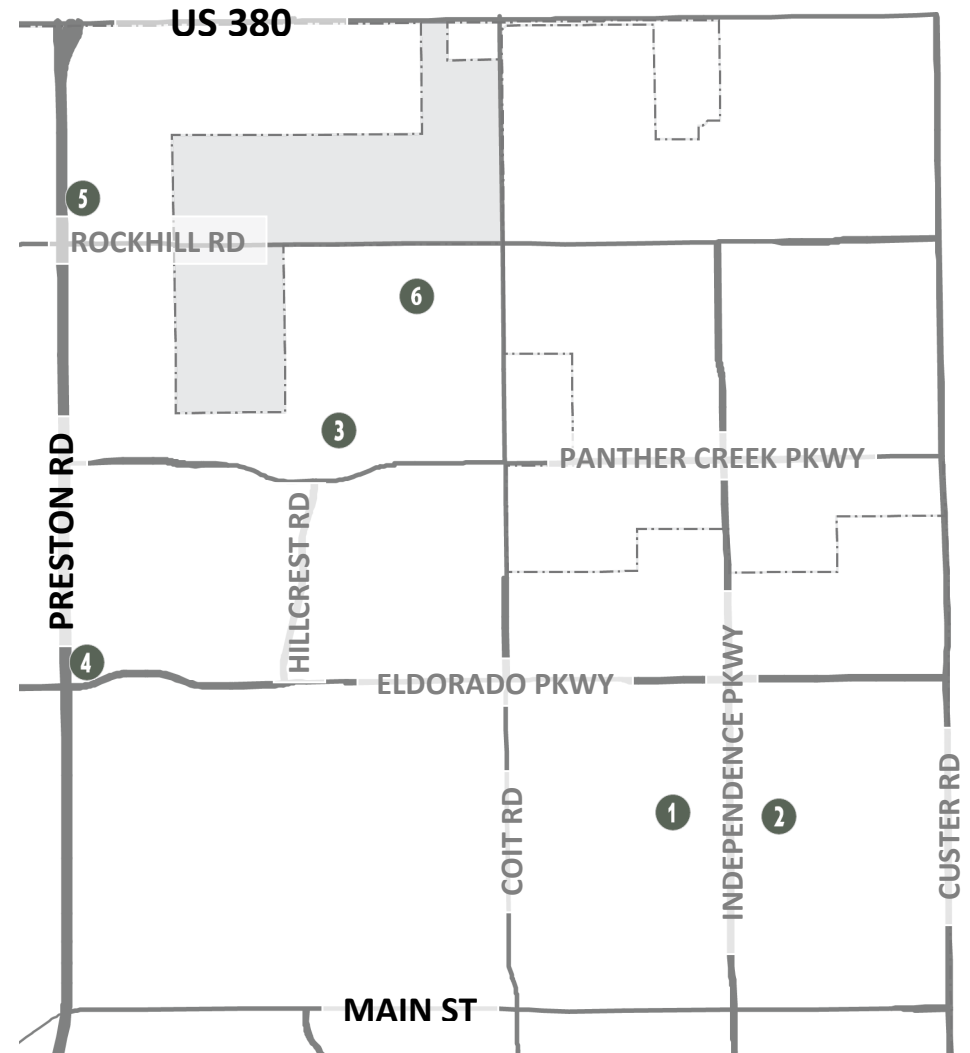 US 380
5
ROCKHILL RD
6
3
PANTHER CREEK PKWY
PRESTON RD
HILLCREST RD
4
ELDORADO PKWY
INDEPENDENCE PKWY
COIT RD
1
2
CUSTER RD
MAIN ST